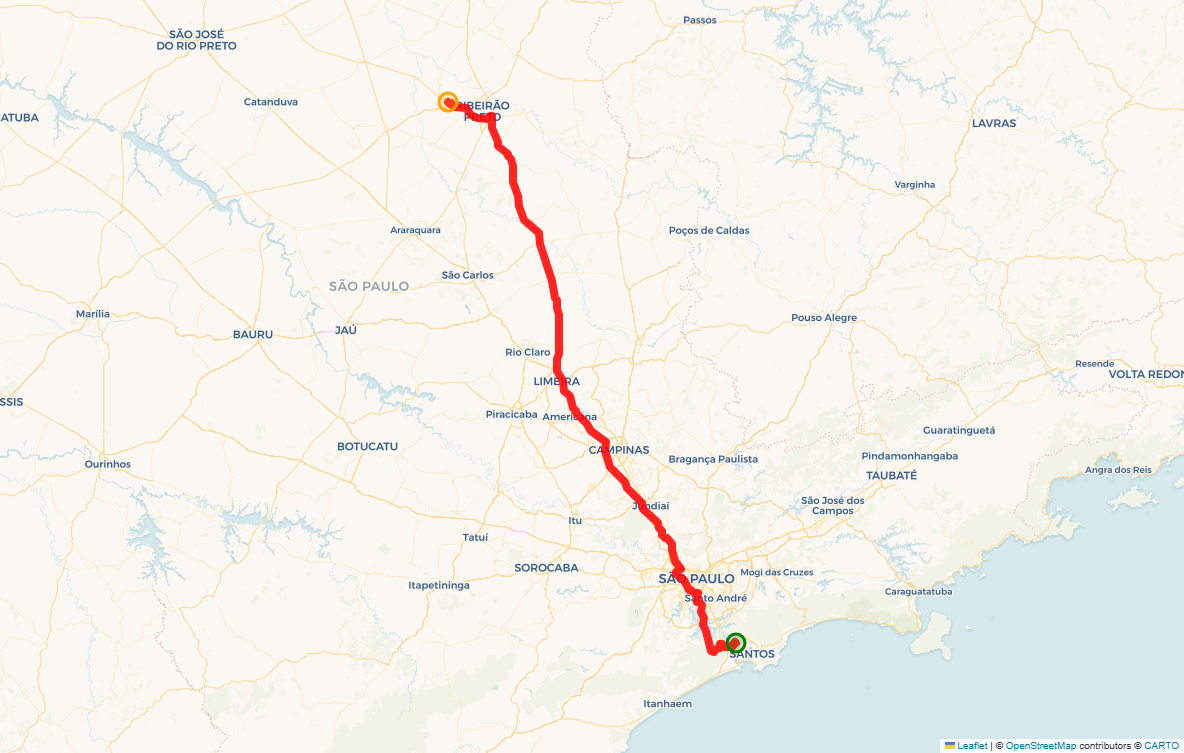 Passos
SÃO JOSÉ
DO RIO PRETO
Catanduva
RIBEIRÃO
PRETO
ATUBA
LAVRAS
Varginha
Araraquara
Poços de Caldas
São Carlos
SÃO PAULO
Marília
Pouso Alegre
BAURU
JAÚ
Rio Claro
Resende
LIMEIRA
VOLTA REDON
SSIS
Piracicaba
Americana
Guaratinguetá
BOTUCATU
CAMPINAS
Bragança Paulista
Pindamonhangaba
Ourinhos
TAUBATÉ
Angra dos Reis
São José dos
Campos
Jundiaí
Itu
Tatuí
SOROCABA
SÃO PAULO
Mogi das Cruzes
Itapetininga
Santo André
Caraguatatuba
SANTOS
Itanhaem
Leaflet | © OpenStreetMap contributors © CARTO